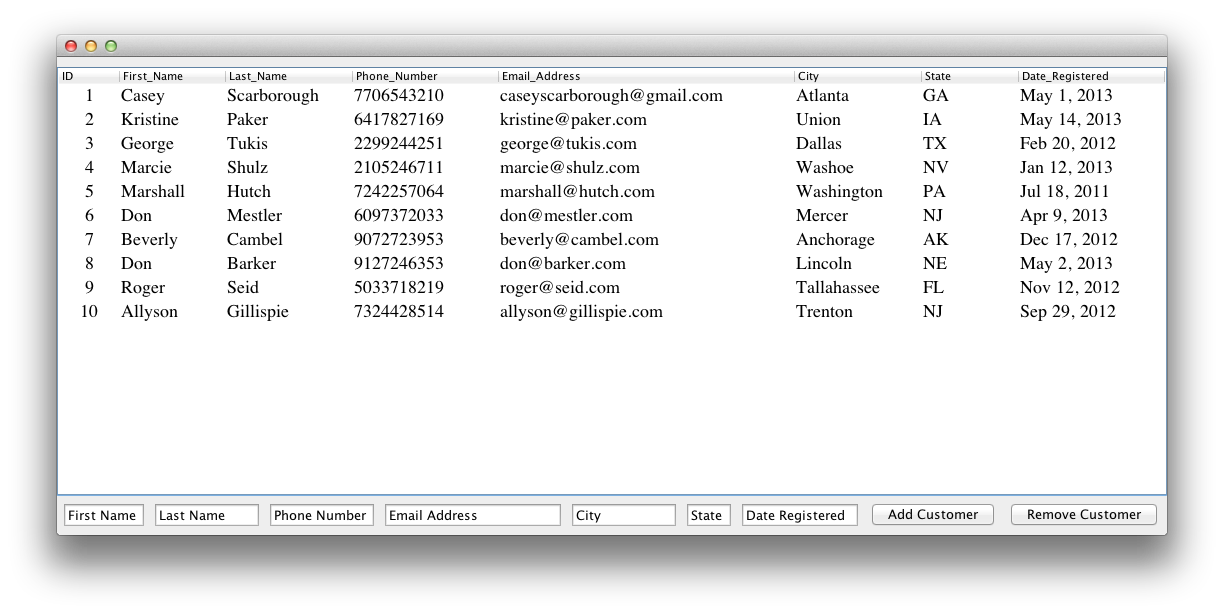 ID First_Name Last_Name Phone_Number Email_Address City State Date_Registered
1 Casey Scarborough 7706543210 caseyscarborough@gmail.com Atlanta GA May 1, 2013
2 Kristine Paker 6417827169 kristine@paker.com Union IA May 14, 2013
3 George Tukis 2299244251 george@tukis.com Dallas TX Feb 20, 2012
4 Marcie Shulz 2105246711 marcie@shulz.com Washoe NV Jan 12, 2013
5 Marshall Hutch 7242257064 marshall@hutch.com Washington PA Jul 18, 2011
6 Don Mestler 6097372033 don@mestler.com Mercer NJ Apr 9, 2013
7 Beverly Cambel 9072723953 beverly@cambel.com Anchorage AK Dec 17, 2012
8 Don Barker 9127246353 don@barker.com Lincoln NE May 2, 2013
9 Roger Seid 5033718219 roger@seid.com Tallahassee FL Nov 12, 2012
10 Allyson Gillispie 7324428514 allyson@gillispie.com Trenton NJ Sep 29, 2012
First Name Last Name Phone Number Email Address City State Date Registered Add Customer Remove Customer